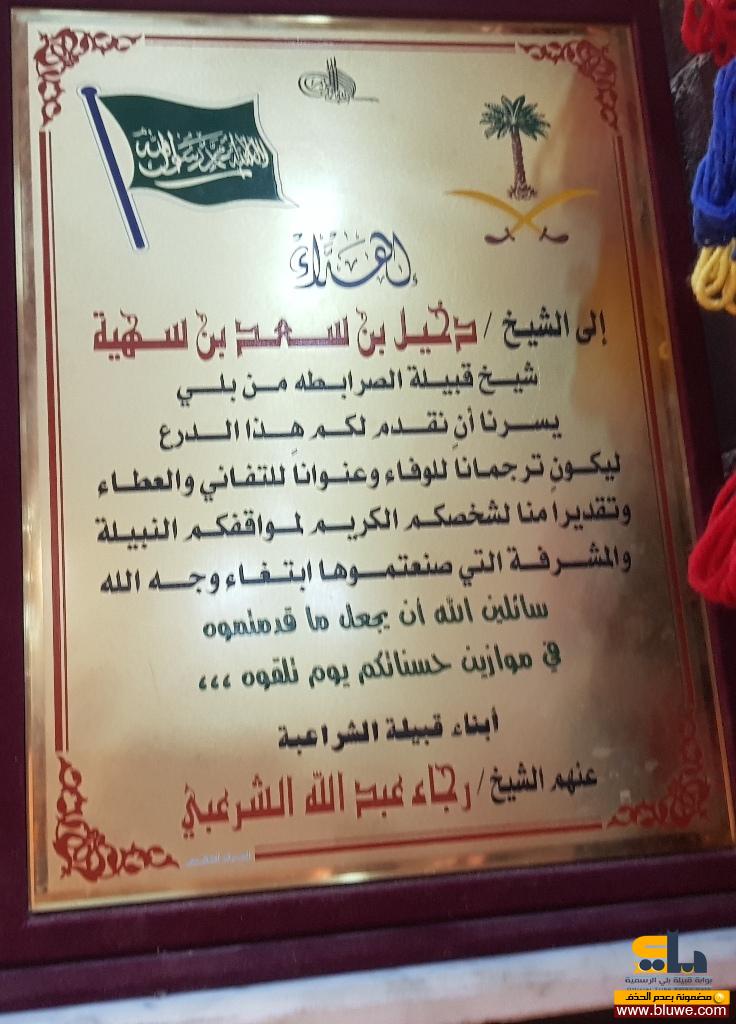 لا إله إلا الله محمد رسول الله
إهداء
إلى الشيخ / دخيل بن سعد بن سهية
شيخ قبيلة الصرابطه من بلي
يسرنا أن نقدم لكم هذا الدرع
ليكون ترجماناً للوفاء وعنواناً للتفاني والعطاء
وتقديراً منا لشخصكم الكريم لمواقفكم النبيلة
والمشرفة التي صنعتموها ابتغاء وجه الله
سائلين الله أن يجعل ما قدمتموه
في موازين حسناتكم يوم تلقوه ،،،
أبناء قبيلة الشراعبة
عنهم الشيخ / رجاء عبد الله الشرعبي
بلي
بوابة قبيلة بلي الرسمية
مضمونة بعدم الحذف
www.bluwe.com